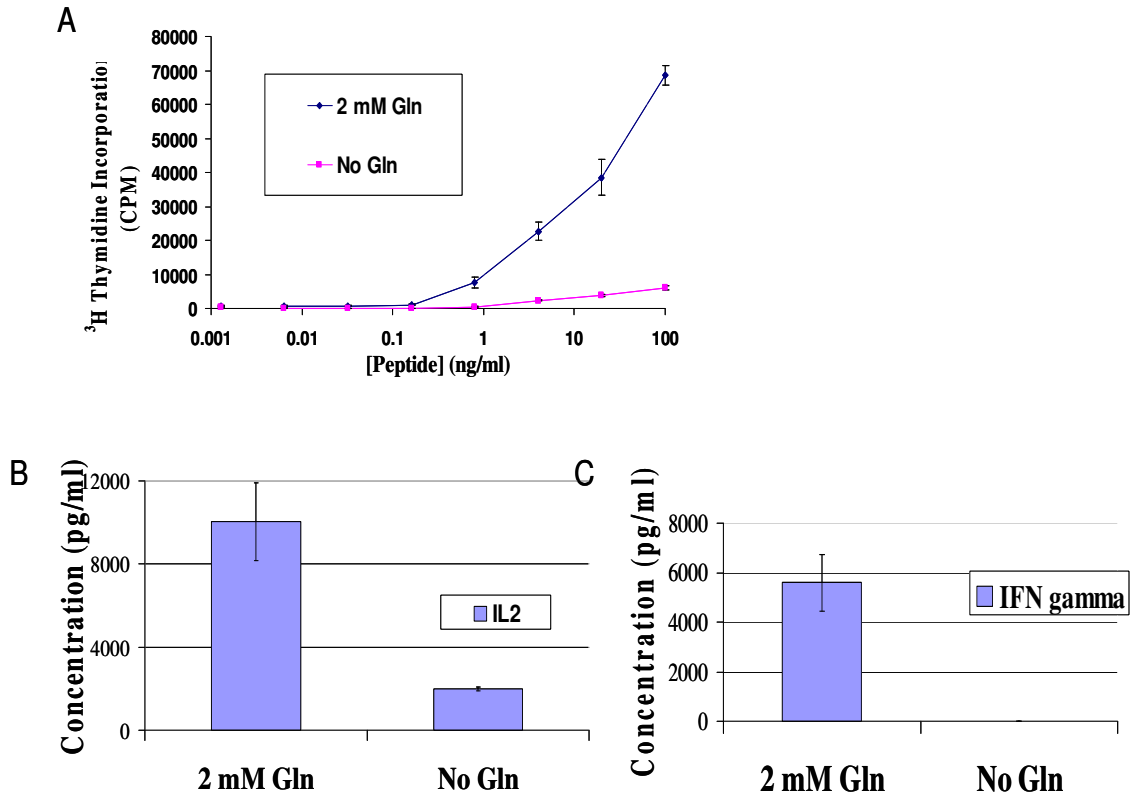 A
80000
70000
60000
50000
40000
30000
20000
10000
0
³H Thymidine Incorporatio
(CPM)
2 mM Gln
No Gln
0.001 0.01 0.1 1 10 100
[Peptide] (ng/ml)
B
12000
8000
4000
0
Concentration (pg/ml)
IL2
2 mM Gln No Gln
C
8000
6000
4000
2000
0
Concentration (pg/ml)
IFN gamma
2 mM Gln No Gln